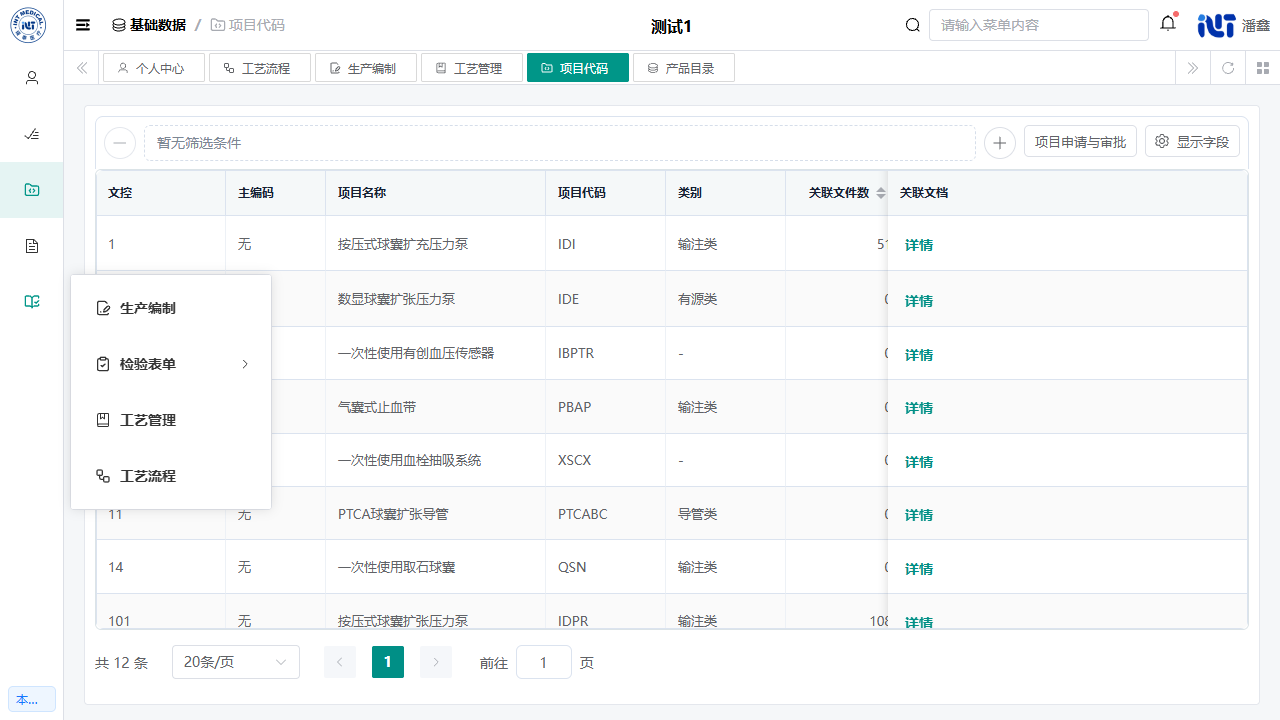 INT MEDICAL
基础数据 / 项目代码
测试1
请输入菜单内容
iNT 潘鑫
个人中心
工艺流程
生产编制
工艺管理
项目代码
产品目录
暂无筛选条件
项目申请与审批
显示字段
文控 主编码 项目名称 项目代码 类别 关联文件数 关联文档
1 无 按压式球囊扩充压力泵 IDI 输注类 51 详情
数显球囊扩张压力泵 IDE 有源类 0 详情
一次性使用有创血压传感器 IBPTR - 0 详情
气囊式止血带 PBAP 输注类 0 详情
一次性使用血栓抽吸系统 XSCX - 0 详情
11 无 PTCA球囊扩张导管 PTCABC 导管类 0 详情
14 无 一次性使用取石球囊 QSN 输注类 0 详情
101 无 按压式球囊扩张压力泵 IDPR 输注类 108 详情
生产编制
检验表单
工艺管理
工艺流程
共 12 条
20条/页
1
前往 1 页
本...